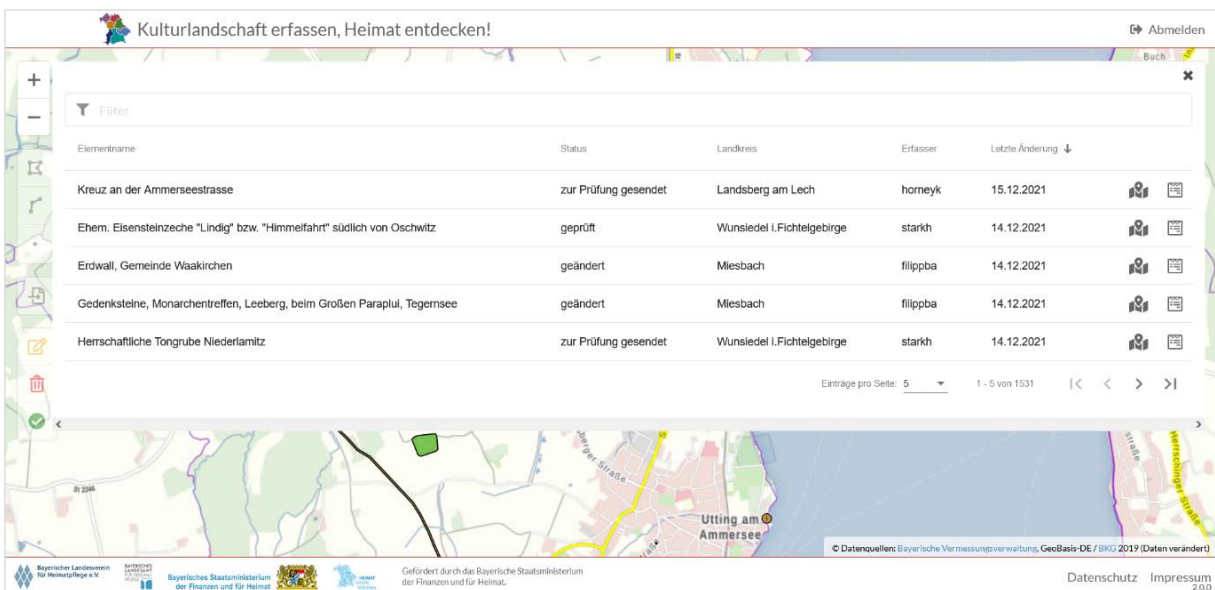 Kulturlandschaft erfassen, Heimat entdecken!
Abmelden
Buch
Filter
Elementname Status Landkreis Erfasser Letzte Änderung
Kreuz an der Ammerseestrasse zur Prüfung gesendet Landsberg am Lech horneyk 15.12.2021
Ehem. Eisensteinzeche "Lindig" bzw. "Himmelfahrt" südlich von Oschwitz geprüft Wunsiedel i.Fichtelgebirge starkh 14.12.2021
Erdwall, Gemeinde Waakirchen geändert Miesbach filippba 14.12.2021
Gedenksteine, Monarchentreffen, Leeberg, beim Großen Paraplui, Tegernsee geändert Miesbach filippba 14.12.2021
Herrschaftliche Tongrube Niederlamitz zur Prüfung gesendet Wunsiedel i.Fichtelgebirge starkh 14.12.2021
Einträge pro Seite: 5 1 - 5 von 1531
Herrschinger Straße
Utting am
Ammersee
© Datenquellen: Bayerische Vermessungsverwaltung, GeoBasis-DE / BKG 2019 (Daten verändert)
Bayerischer Landesverein
für Heimatpflege e.V.
Bayerisches Staatsministerium
der Finanzen und für Heimat
Gefördert durch das Bayerische Staatsministerium
der Finanzen und für Heimat.
Datenschutz Impressum
2.0.0